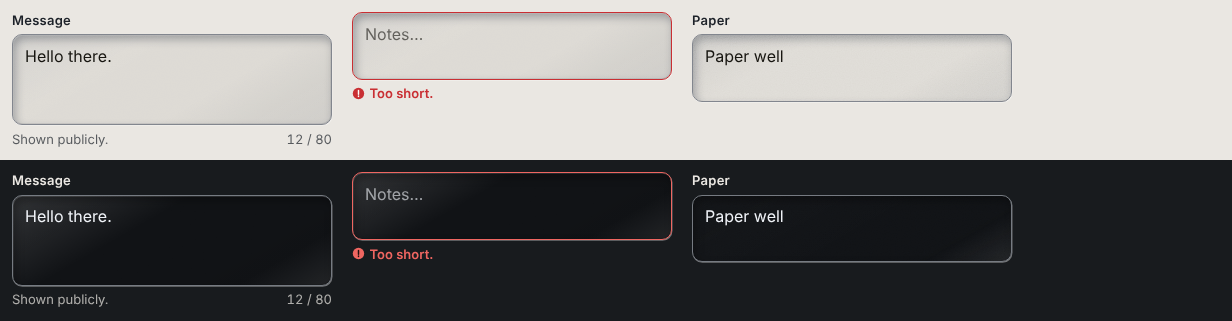 Message
Hello there.
Shown publicly.
12 / 80
Notes...
Too short.
Paper
Paper well
Message
Hello there.
Shown publicly.
12 / 80
Notes...
Too short.
Paper
Paper well